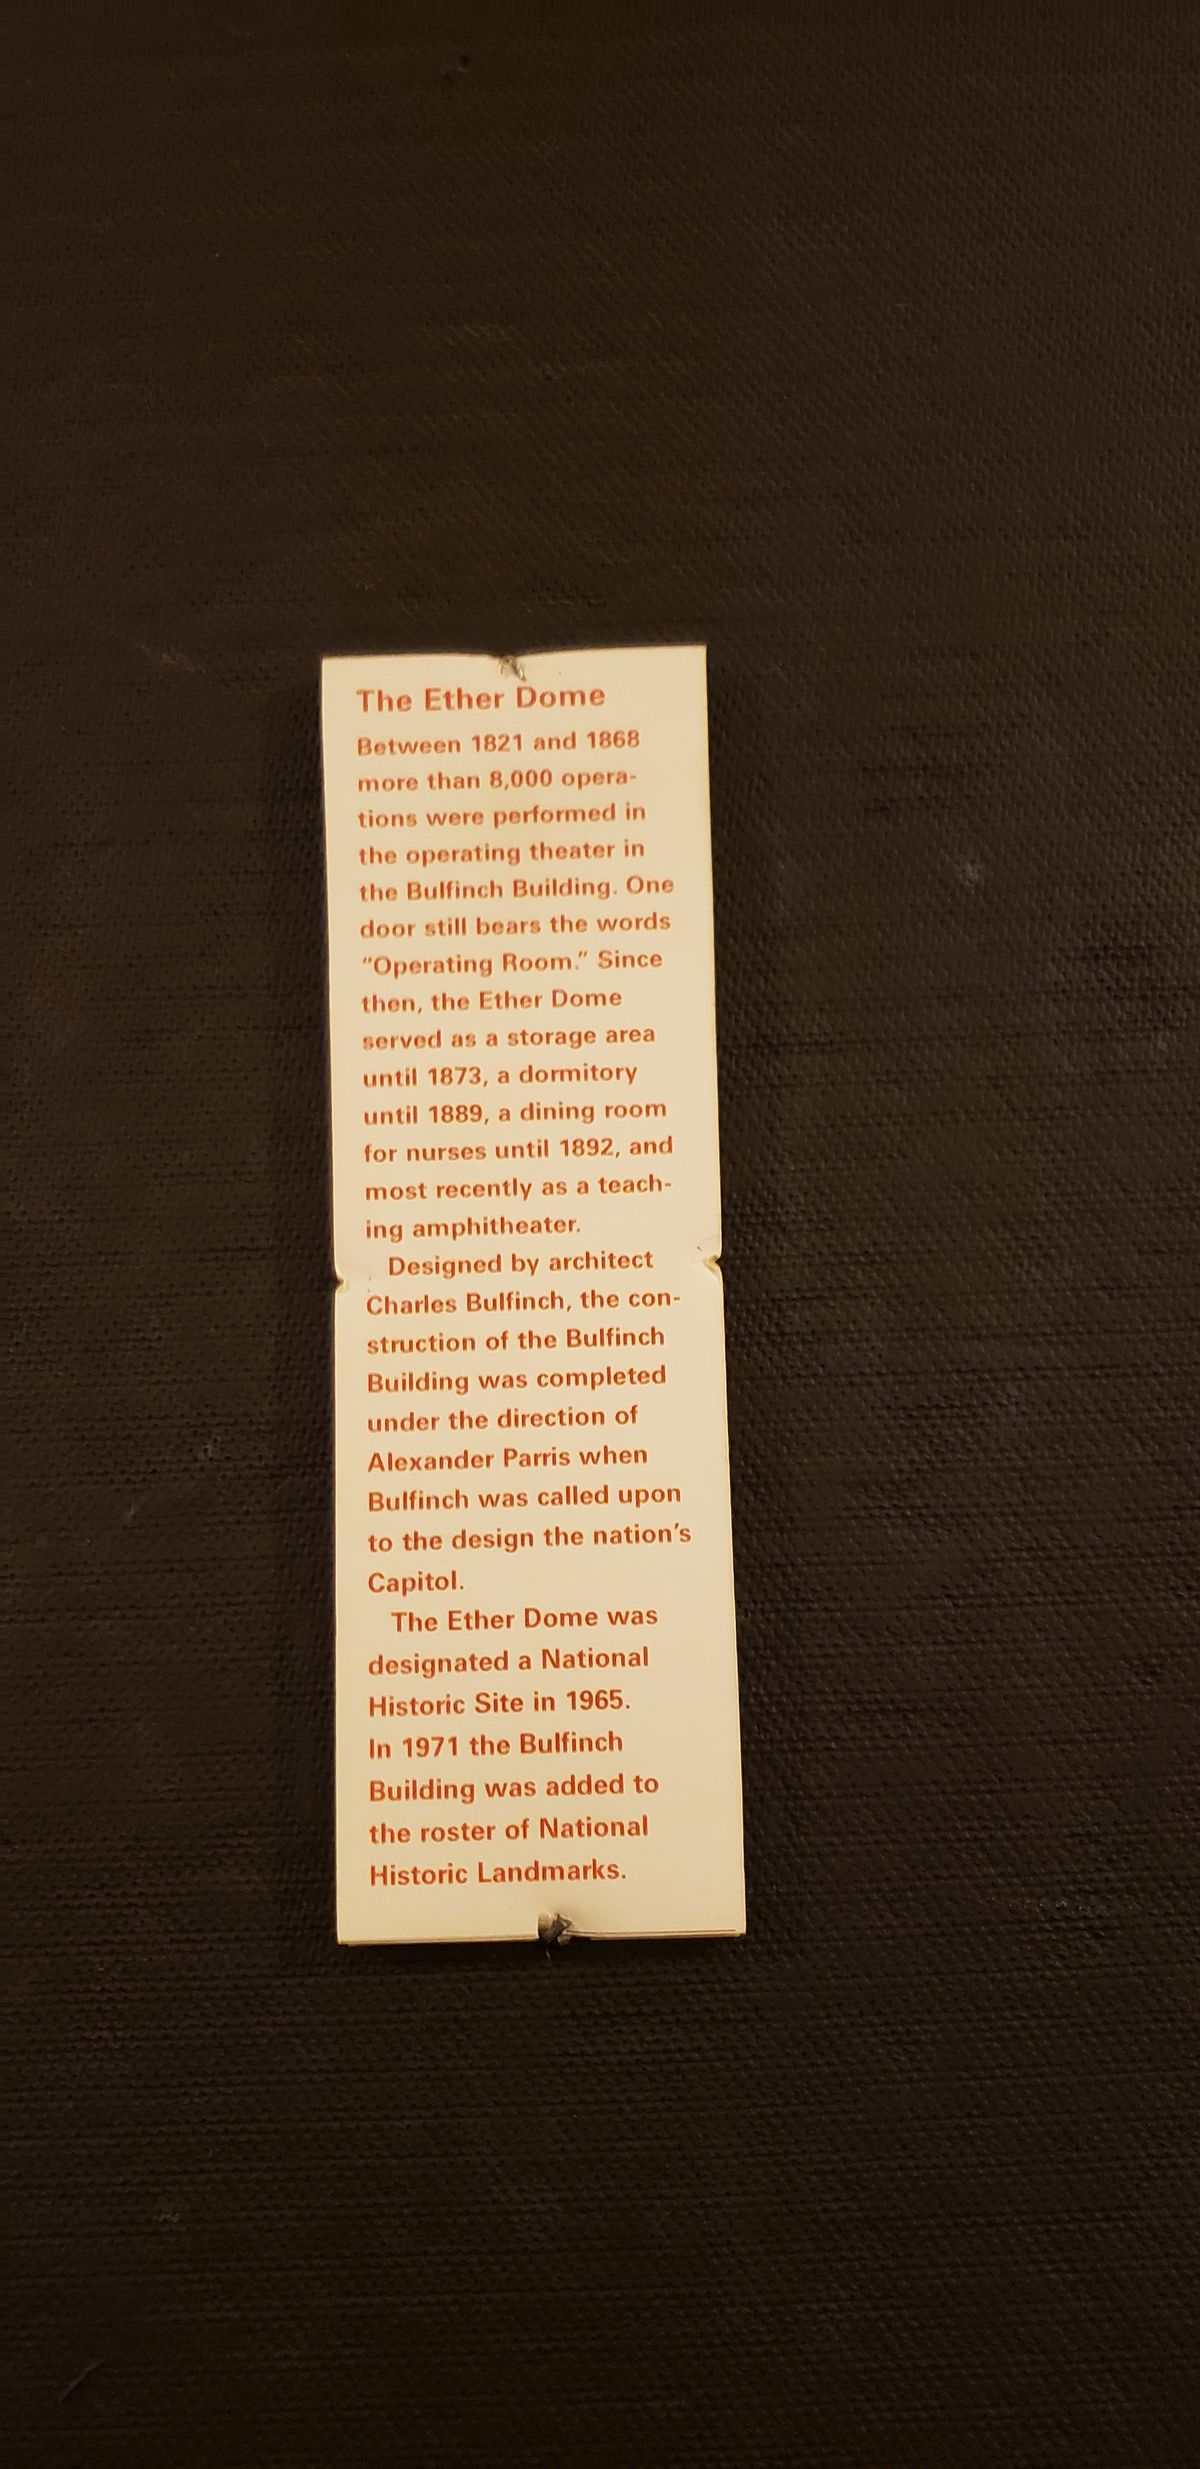 The Ether Dome
Between 1821 and 1868
more than 8,000 opera-
tions were performed in
the operating theater in
the Bulfinch Building. One
door still bears the words
"Operating Room." Since
then, the Ether Dome
served as a storage area
until 1873, a dormitory
until 1889, a dining room
for nurses until 1892, and
most recently as a teach-
ing amphitheater.
Designed by architect
Charles Bulfinch, the con-
struction of the Bulfinch
Building was completed
under the direction of
Alexander Parris when
Bulfinch was called upon
to the design the nation's
Capitol.
The Ether Dome was
designated a National
Historic Site in 1965.
In 1971 the Bulfinch
Building was added to
the roster of National
Historic Landmarks.